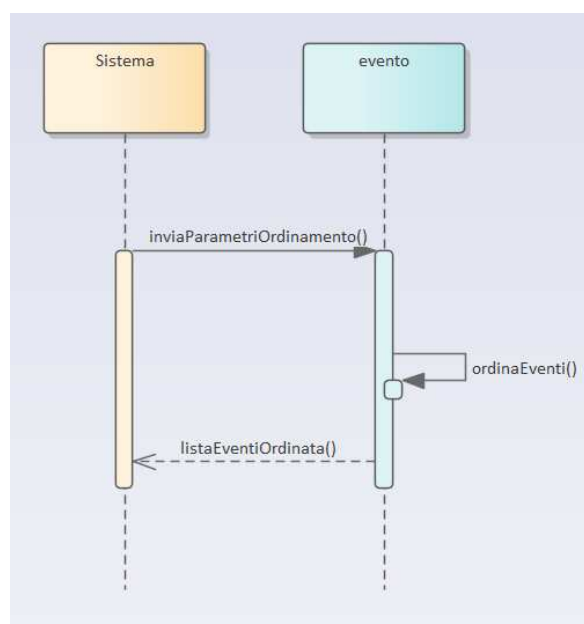 Sistema
evento
inviaParametriOrdinamento()
ordinaEventi()
listaEventiOrdinata()